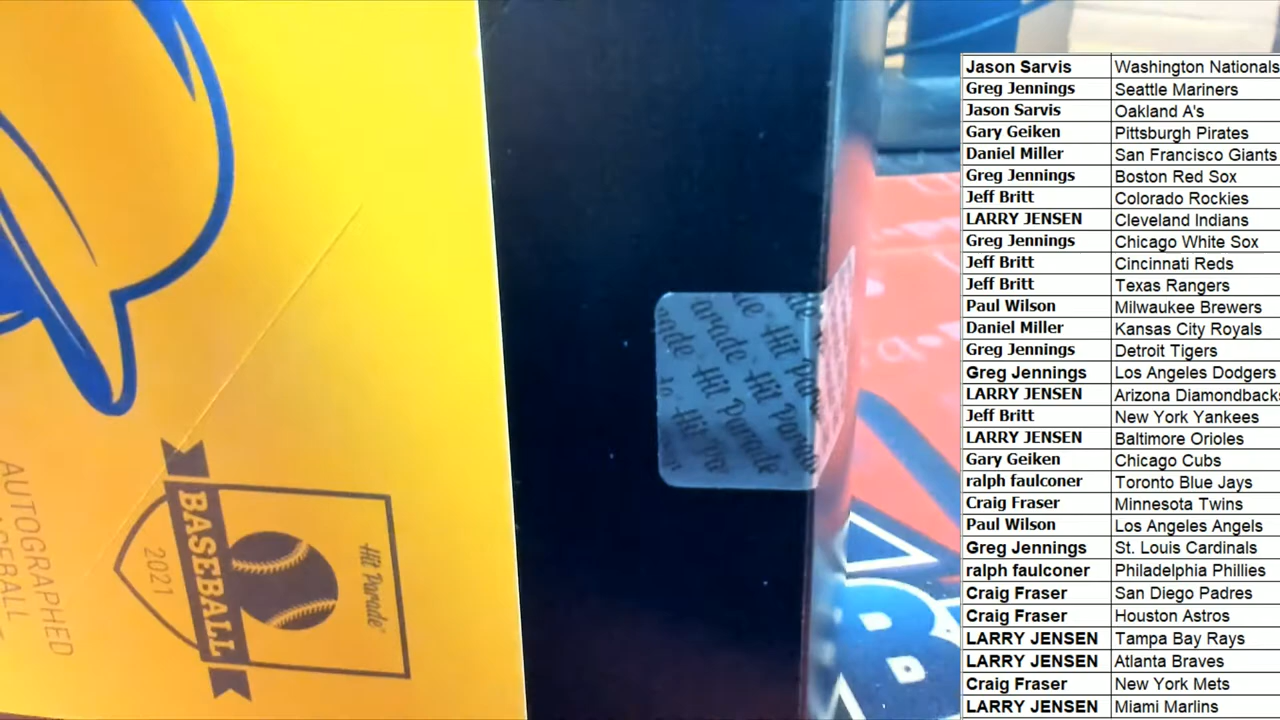 AUTOGRAPHED
BASEBALL
BASEBALL
2021
Hit Parade
arade Hit Par
arade Hit Parade
Hit Parade
Jason Sarvis Washington Nationals
Greg Jennings Seattle Mariners
Jason Sarvis Oakland A's
Gary Geiken Pittsburgh Pirates
Daniel Miller San Francisco Giants
Greg Jennings Boston Red Sox
Jeff Britt Colorado Rockies
LARRY JENSEN Cleveland Indians
Greg Jennings Chicago White Sox
Jeff Britt Cincinnati Reds
Jeff Britt Texas Rangers
Paul Wilson Milwaukee Brewers
Daniel Miller Kansas City Royals
Greg Jennings Detroit Tigers
Greg Jennings Los Angeles Dodgers
LARRY JENSEN Arizona Diamondbacks
Jeff Britt New York Yankees
LARRY JENSEN Baltimore Orioles
Gary Geiken Chicago Cubs
ralph faulconer Toronto Blue Jays
Craig Fraser Minnesota Twins
Paul Wilson Los Angeles Angels
Greg Jennings St. Louis Cardinals
ralph faulconer Philadelphia Phillies
Craig Fraser San Diego Padres
Craig Fraser Houston Astros
LARRY JENSEN Tampa Bay Rays
LARRY JENSEN Atlanta Braves
Craig Fraser New York Mets
LARRY JENSEN Miami Marlins